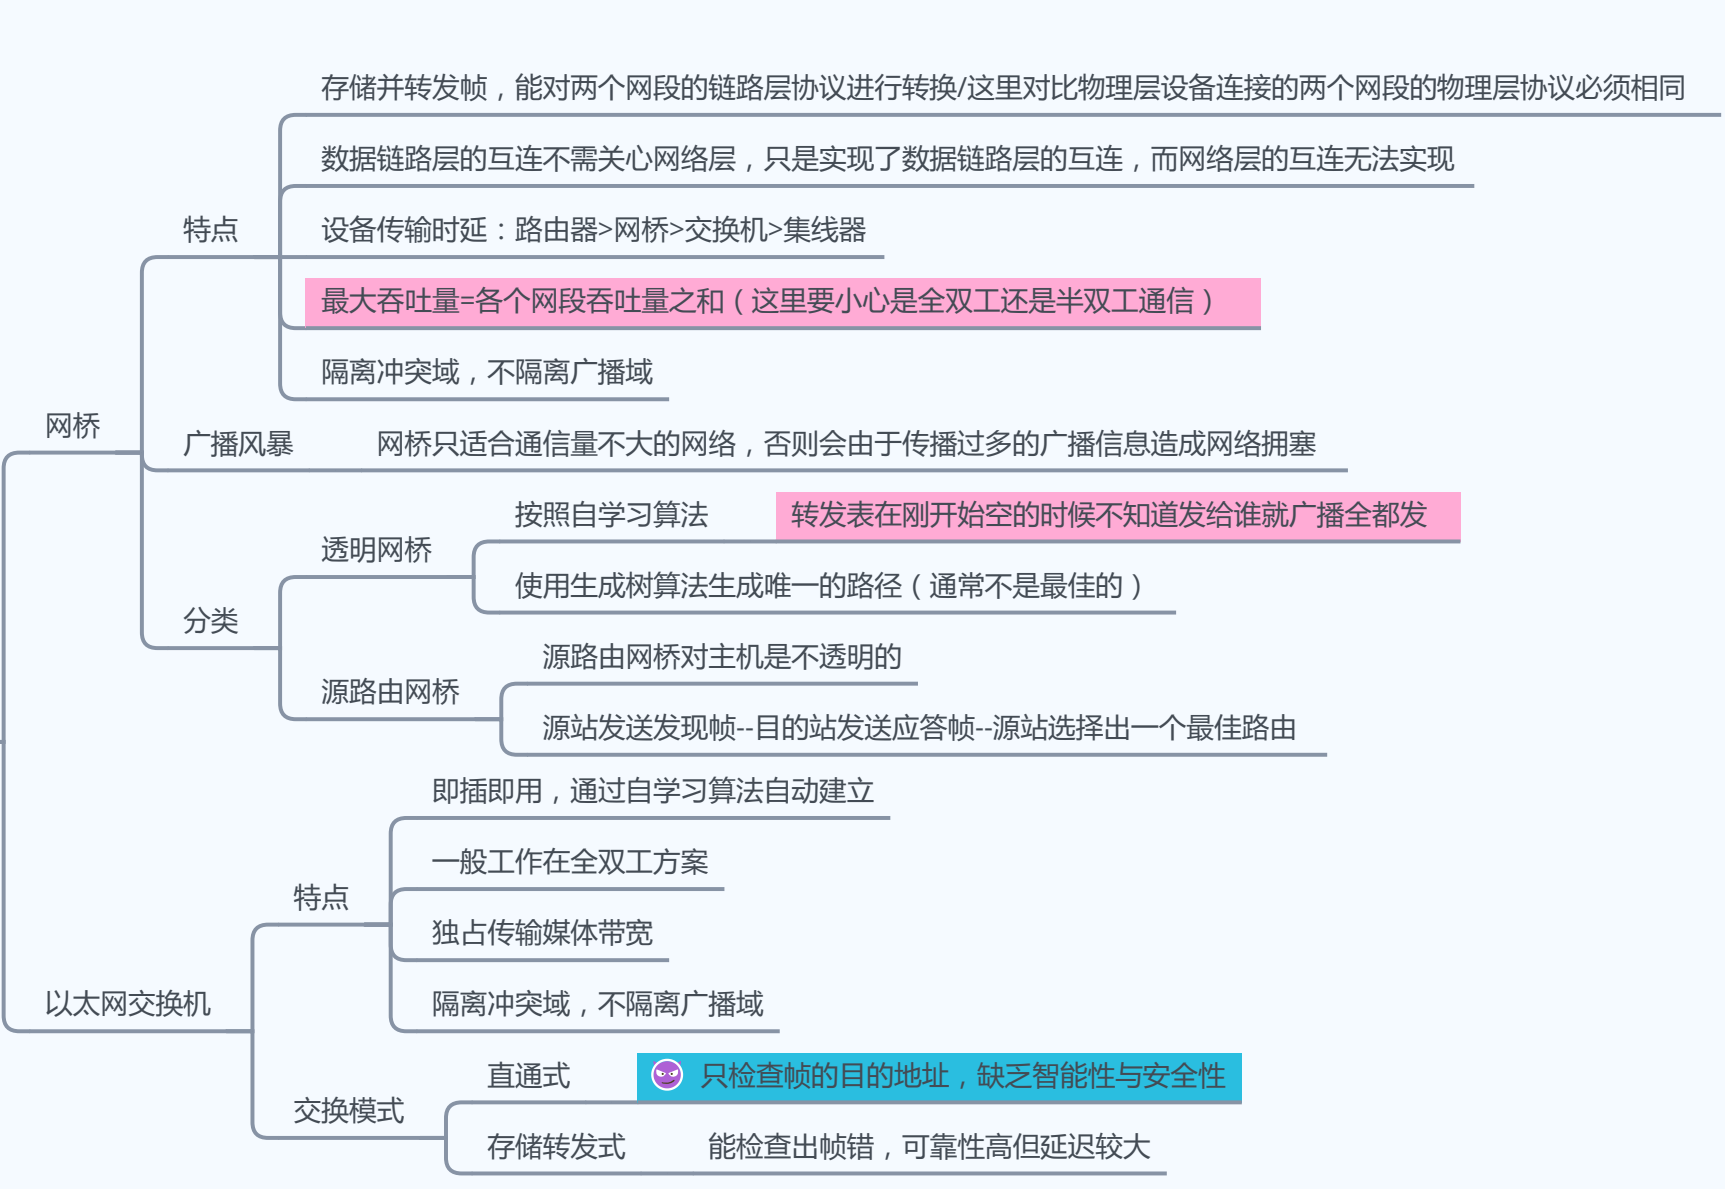 存储并转发帧，能对两个网段的链路层协议进行转换/这里对比物理层设备连接的两个网段的物理层协议必须相同
数据链路层的互连不需关心网络层，只是实现了数据链路层的互连，而网络层的互连无法实现
特点
设备传输时延：路由器>网桥>交换机>集线器
最大吞吐量=各个网段吞吐量之和（这里要小心是全双工还是半双工通信）
隔离冲突域，不隔离广播域
网桥
广播风暴
网桥只适合通信量不大的网络，否则会由于传播过多的广播信息造成网络拥塞
按照自学习算法
转发表在刚开始空的时候不知道发给谁就广播全都发
透明网桥
使用生成树算法生成唯一的路径（通常不是最佳的）
分类
源路由网桥对主机是不透明的
源路由网桥
源站发送发现帧--目的站发送应答帧--源站选择出一个最佳路由
即插即用，通过自学习算法自动建立
一般工作在全双工方案
特点
独占传输媒体带宽
隔离冲突域，不隔离广播域
以太网交换机
直通式
只检查帧的目的地址，缺乏智能性与安全性
交换模式
存储转发式
能检查出帧错，可靠性高但延迟较大